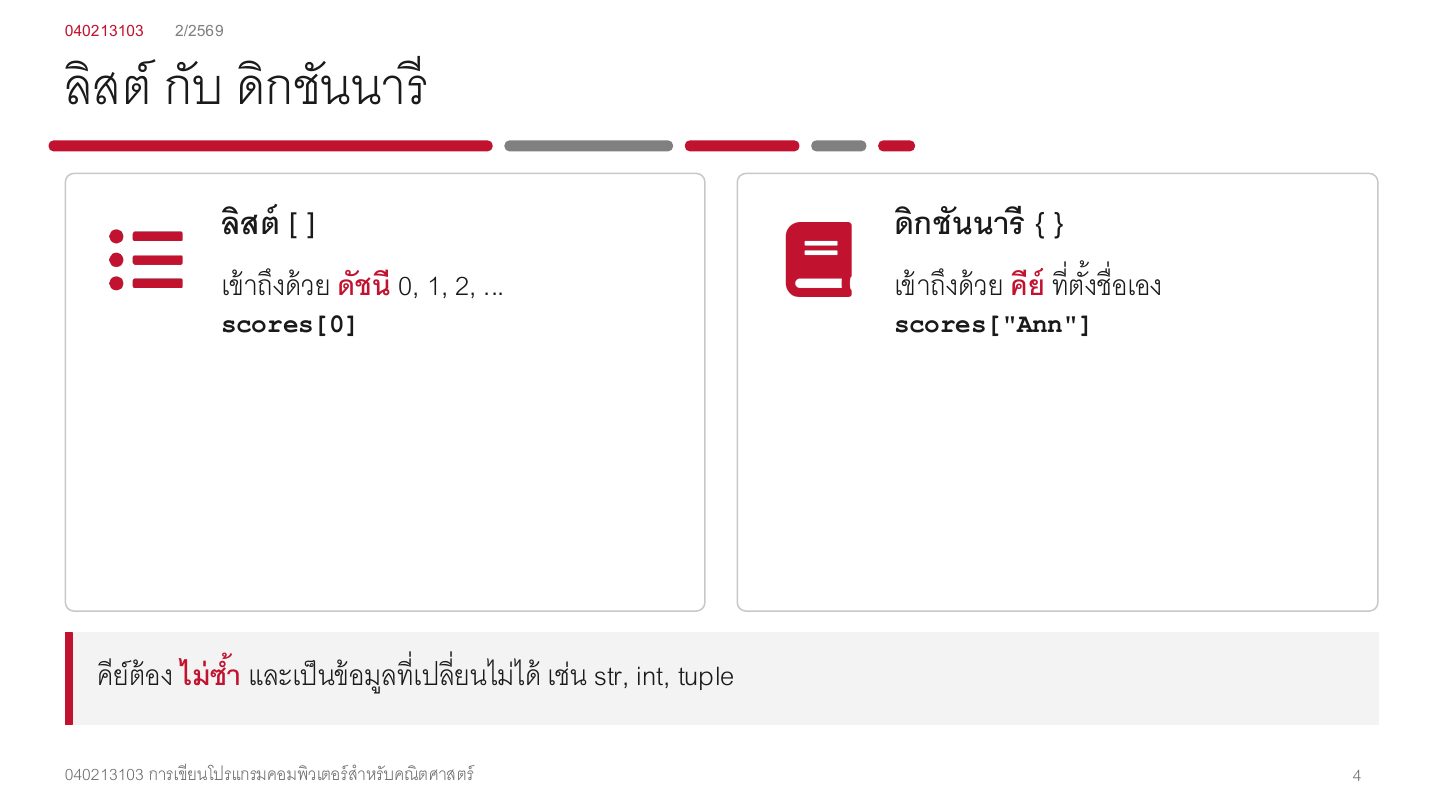 040213103 2/2569
ลิสต์ กับ ดิกชันนารี
ลิสต์ [ ]
เข้าถึงด้วย ดัชนี 0, 1, 2, ...
scores[0]
ดิกชันนารี { }
เข้าถึงด้วย คีย์ ที่ตั้งชื่อเอง
scores["Ann"]
คีย์ต้อง ไม่ซ้ำ และเป็นข้อมูลที่เปลี่ยนไม่ได้ เช่น str, int, tuple
040213103 การเขียนโปรแกรมคอมพิวเตอร์สำหรับคณิตศาสตร์ 4